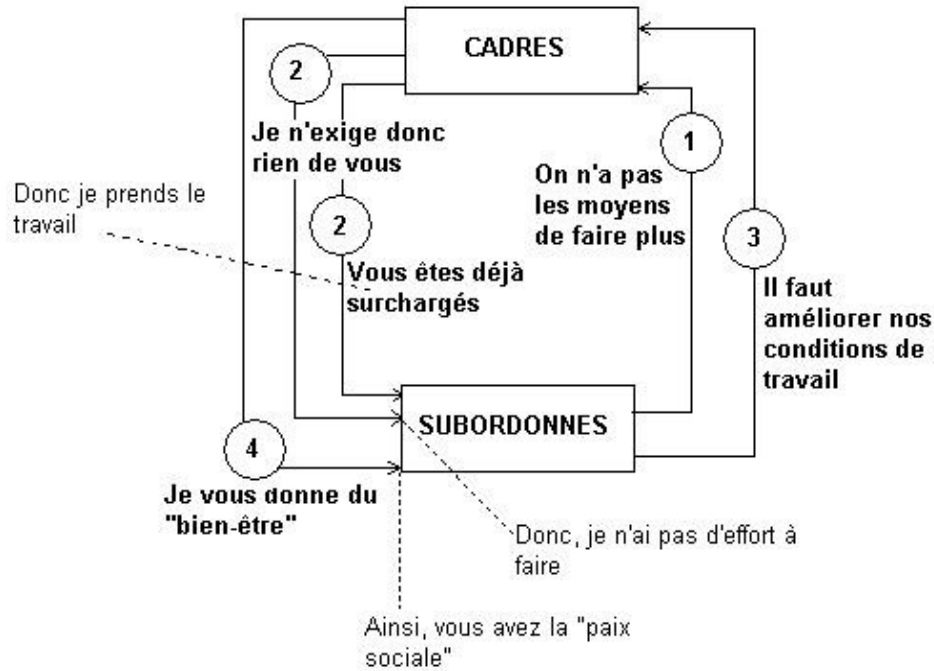 CADRES
2
Je n'exige donc
rien de vous
1
On n'a pas
les moyens
de faire plus
Donc je prends le
travail
2
3
Vous êtes déjà
surchargés
Il faut
améliorer nos
conditions de
travail
SUBORDONNES
4
Je vous donne du
"bien-être"
Donc, je n'ai pas d'effort à
faire
Ainsi, vous avez la "paix
sociale"